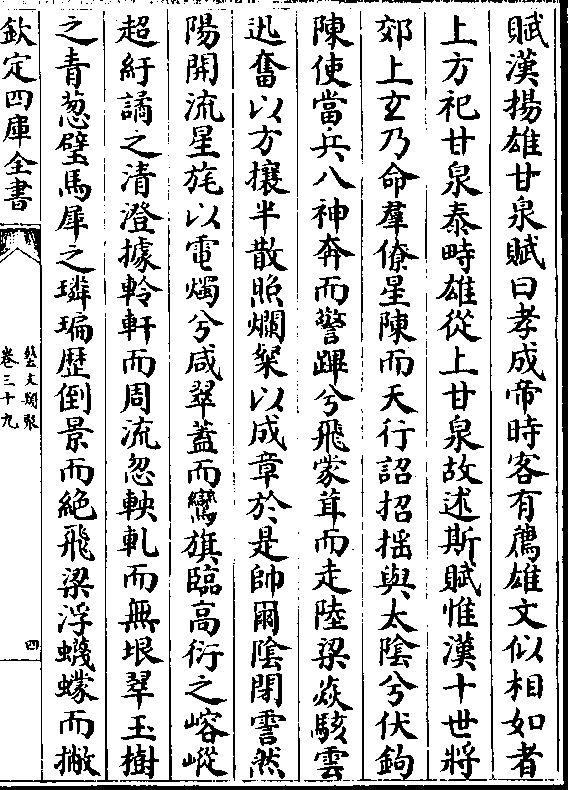 賦漢揚雄甘泉賦曰孝成帝時客有薦雄文似相如者
上方祀甘泉泰畤雄從上甘泉故述斯賦惟漢十世將
郊上玄乃命羣僚星陳而天行詔招揺與太陰兮伏鉤
陳使當兵八神奔而警蹕兮飛蒙茸而走陸梁焱駭雲
迅奮以方攘半散照爛粲以成章於是帥爾陰閉霅然
陽開流星旄以電燭兮咸翠蓋而鸞旗臨高衍之嵱嵷
超紆譎之清澄據軨軒而周流忽軮軋而無垠翠玉樹
之青葱璧馬犀之璘㻞歴倒景而絶飛梁浮蠛蠓而撇
欽定四庫全書
藝文類聚
卷三十九
四